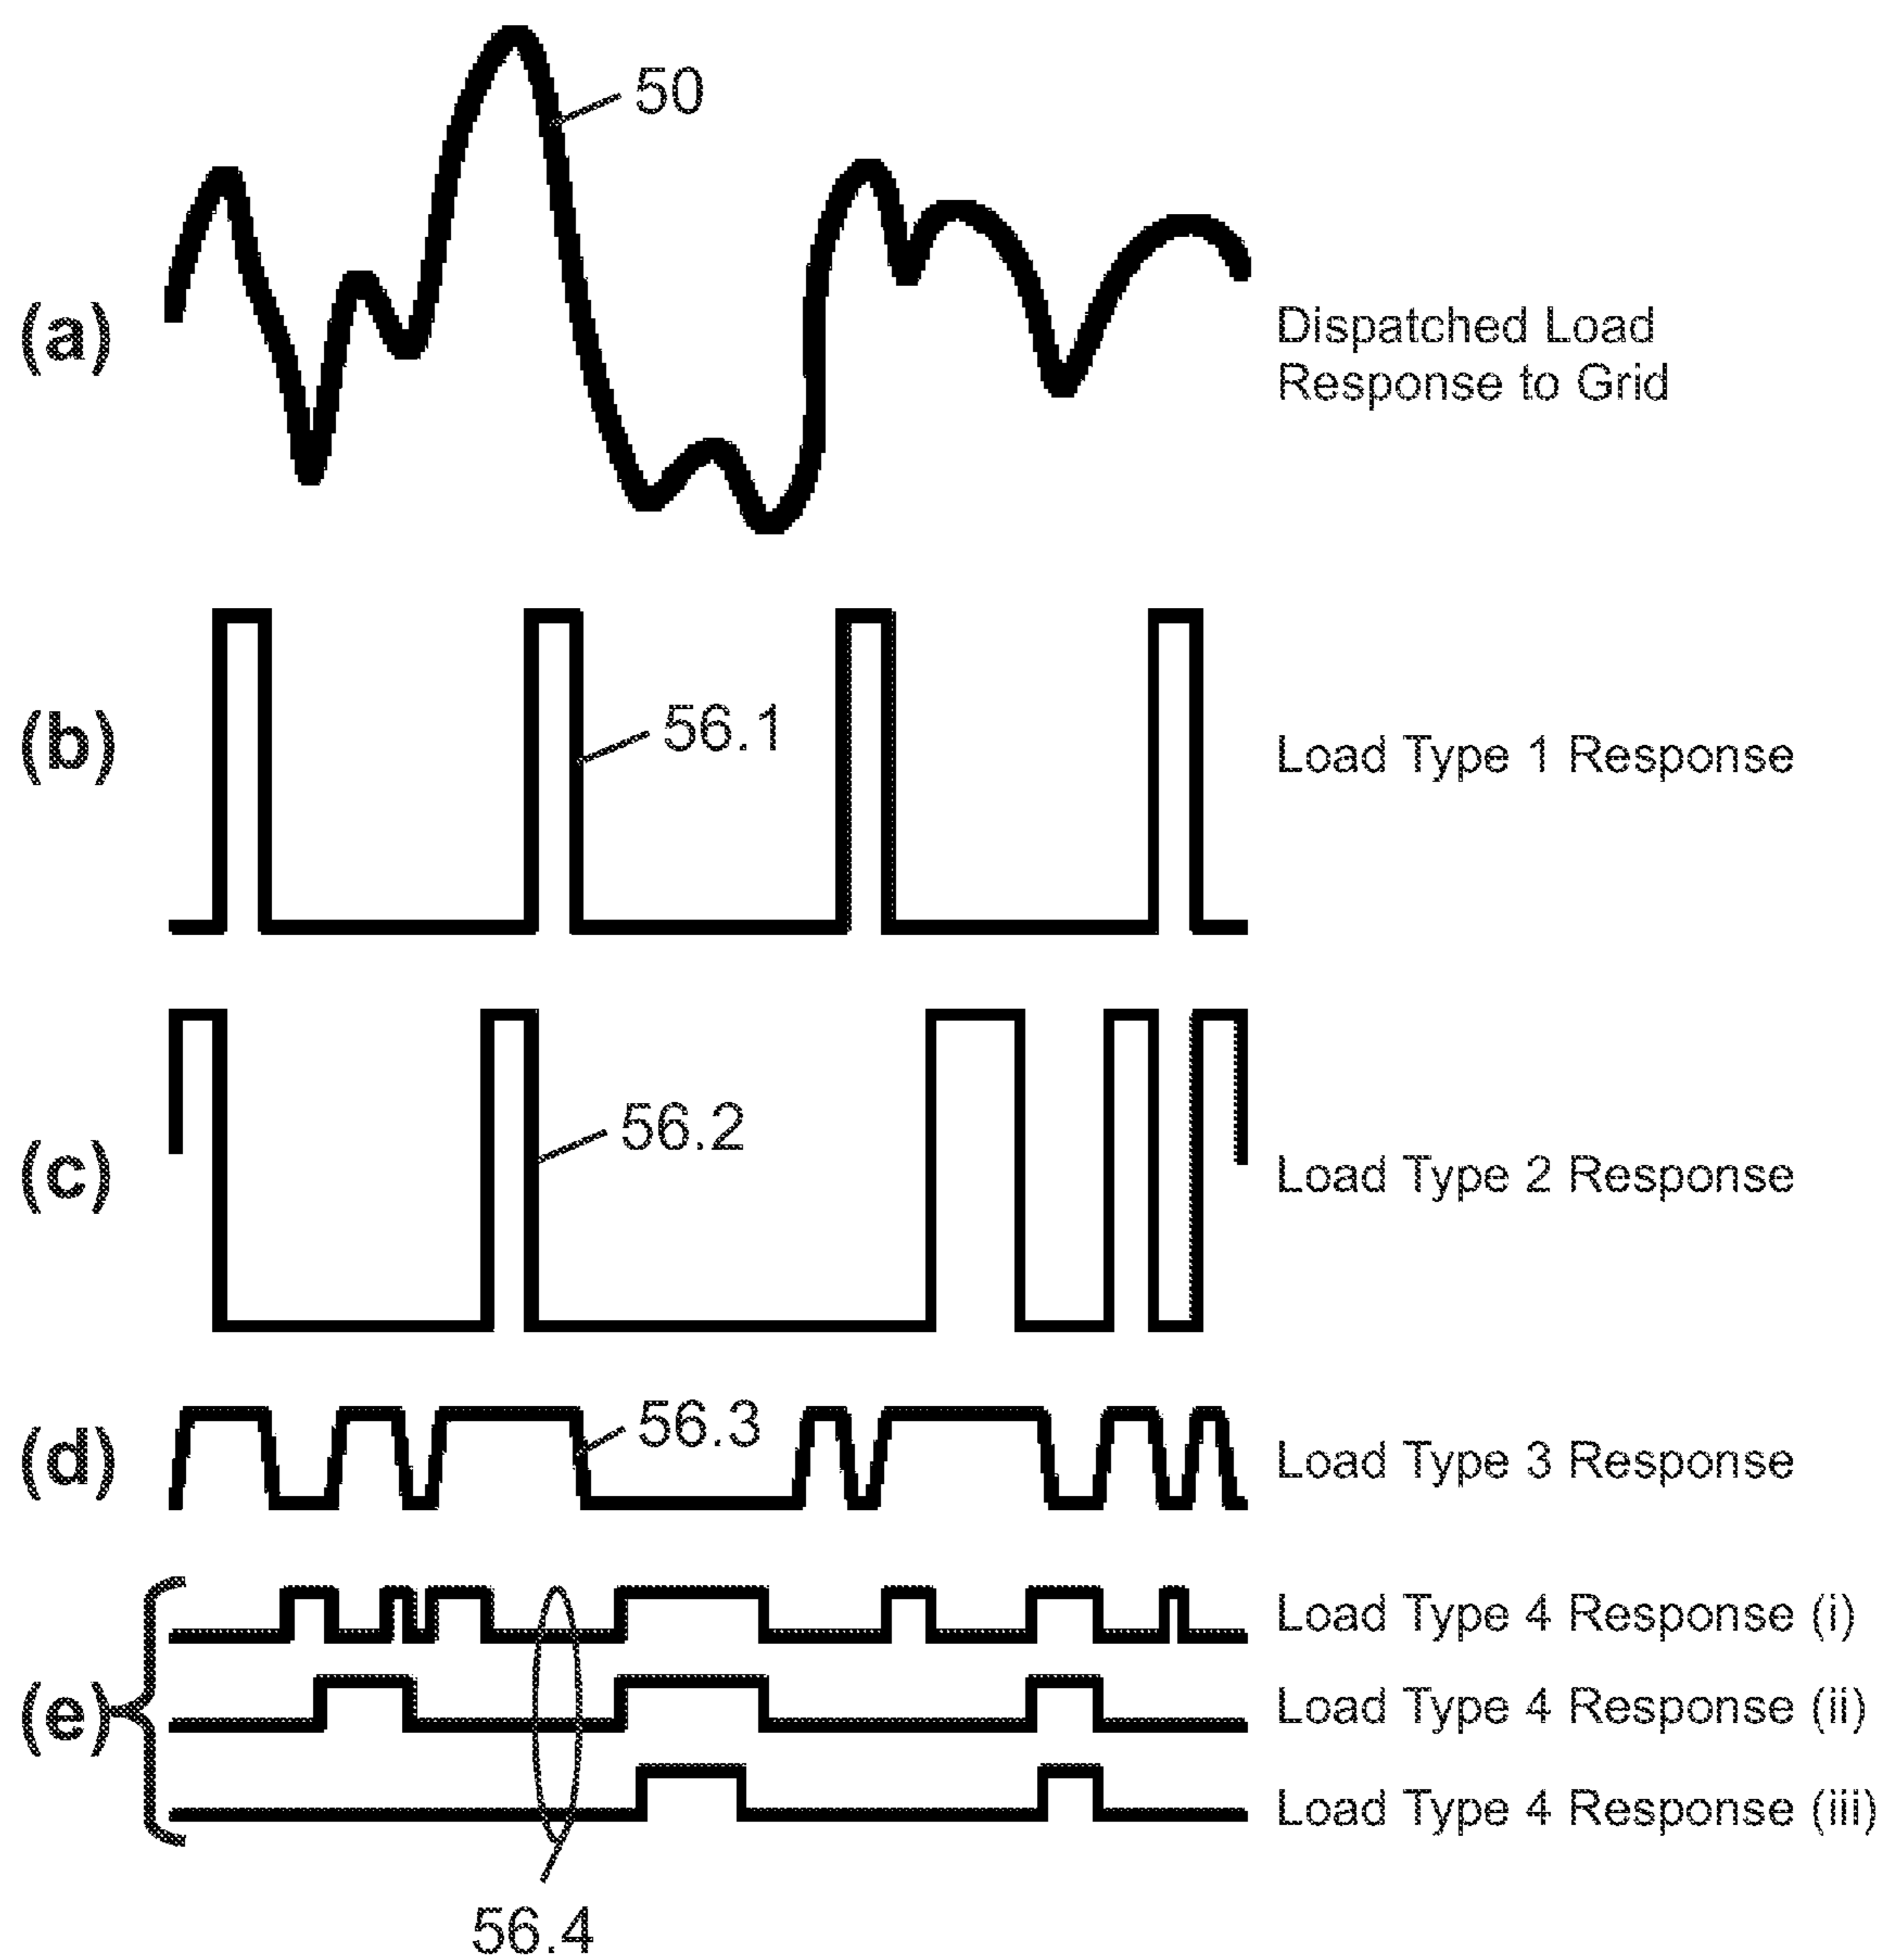 50
(a)
Dispatched Load
Response to Grid
(b)
56.1
Load Type 1 Response
(c)
56.2
Load Type 2 Response
(d)
56.3
Load Type 3 Response
(e)
Load Type 4 Response (i)
Load Type 4 Response (ii)
Load Type 4 Response (iii)
56.4